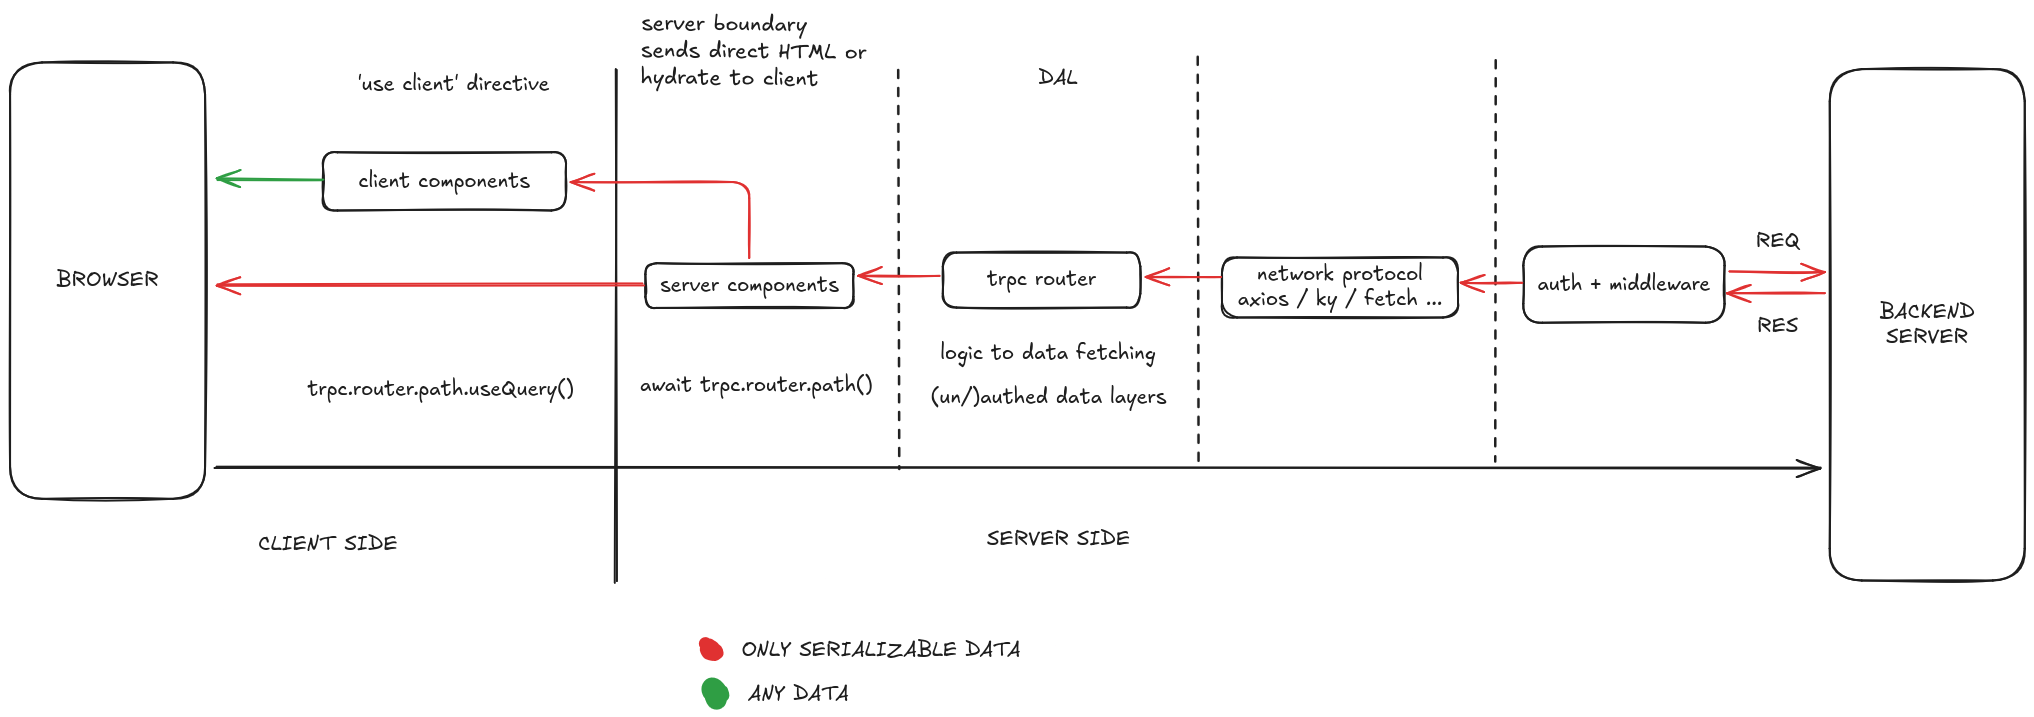 server boundary
sends direct HTML or
hydrate to client
'use client' directive
DAL
client components
BROWSER
server components
trpc router
network protocol
axios / ky / fetch ...
auth + middleware
REQ
RES
BACKEND
SERVER
logic to data fetching
(un/)authed data layers
trpc.router.path.useQuery()
await trpc.router.path()
CLIENT SIDE
SERVER SIDE
ONLY SERIALIZABLE DATA
ANY DATA